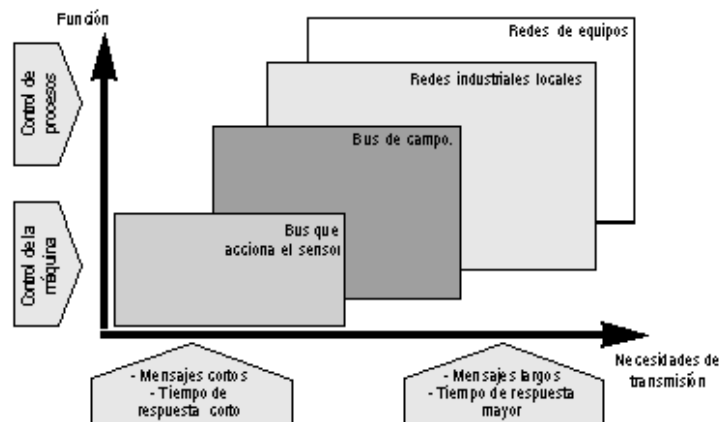 Función
Redes de equipos
Redes industriales locales
Bus de campo.
Bus que
acciona el sensor
Control de
procesos
Control de la
máquina
Necesidades de
transmisión
- Mensajes cortos
- Tiempo de
respuesta corto
- Mensajes largos
- Tiempo de respuesta
mayor